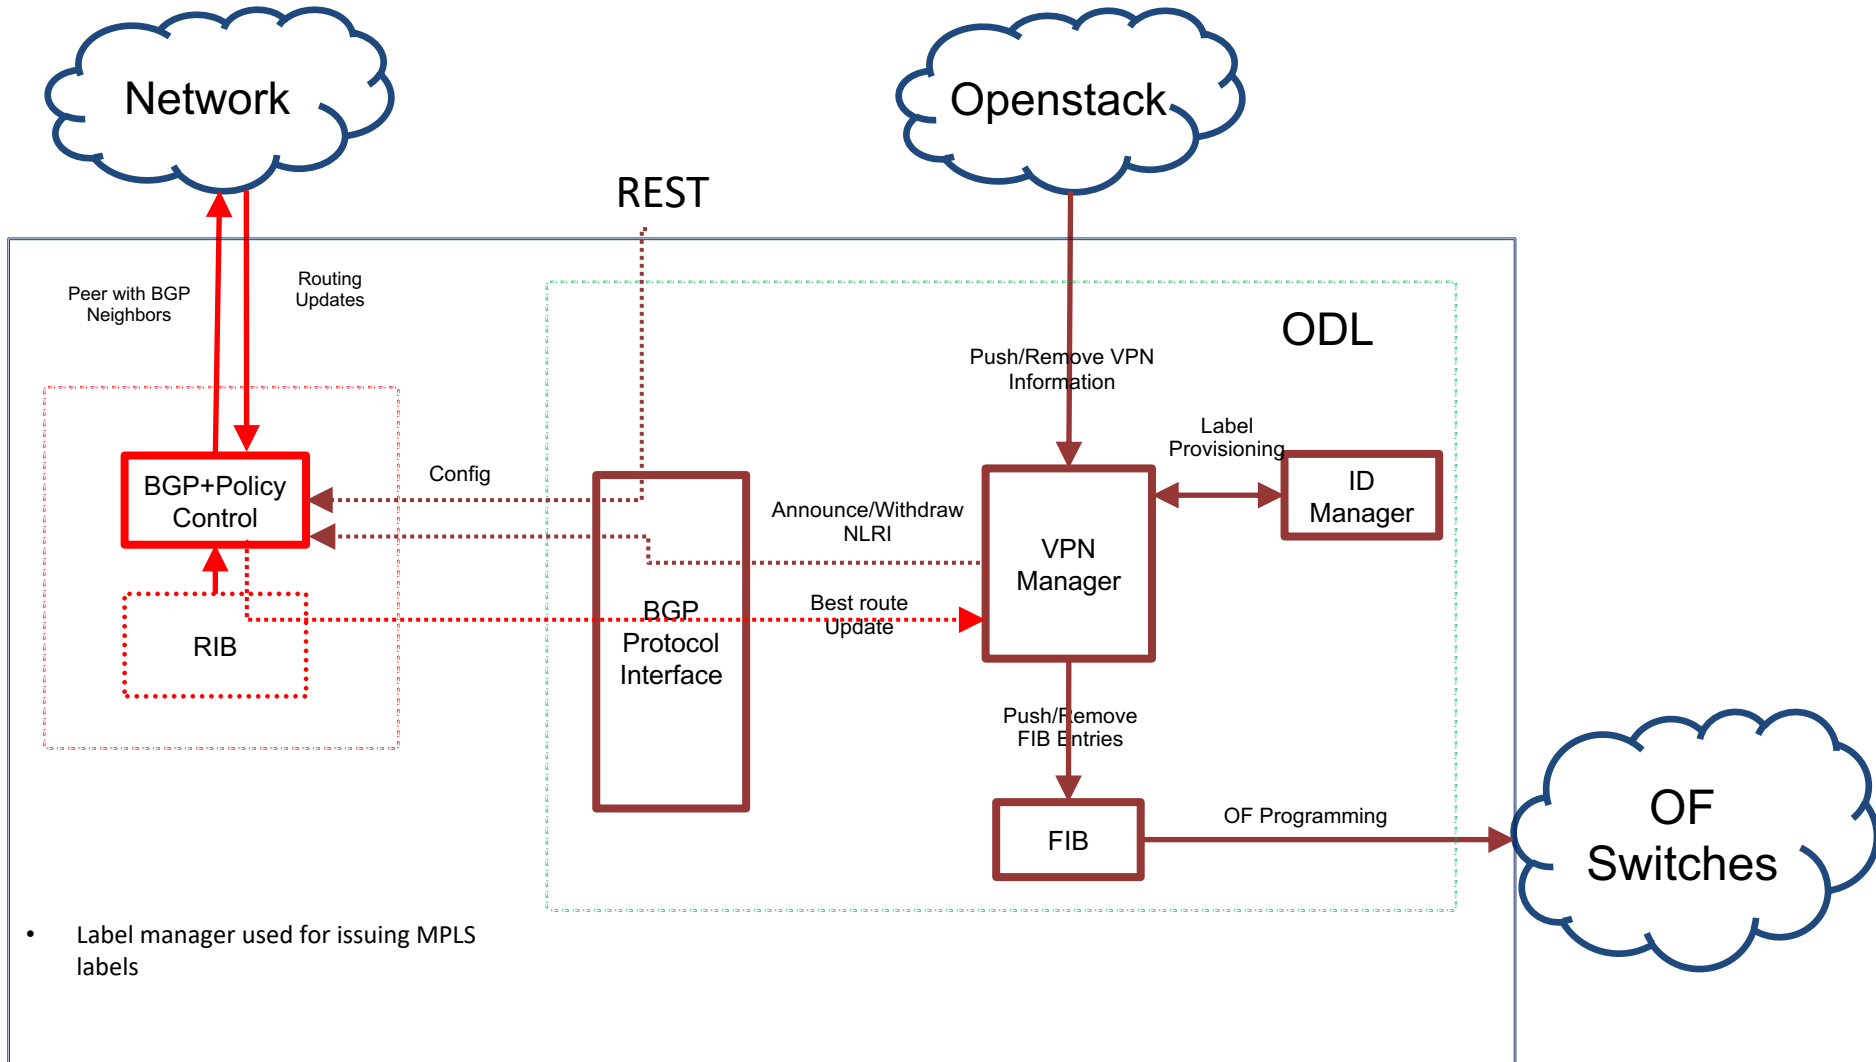 Network
Openstack
REST
Peer with BGP
Neighbors
Routing
Updates
ODL
Push/Remove VPN
Information
Label
Provisioning
BGP+Policy
Control
Config
Announce/Withdraw
NLRI
VPN
Manager
ID
Manager
RIB
BGP
Protocol
Interface
Best route
Update
Push/Remove
FIB Entries
FIB
OF Programming
OF
Switches
• Label manager used for issuing MPLS
labels